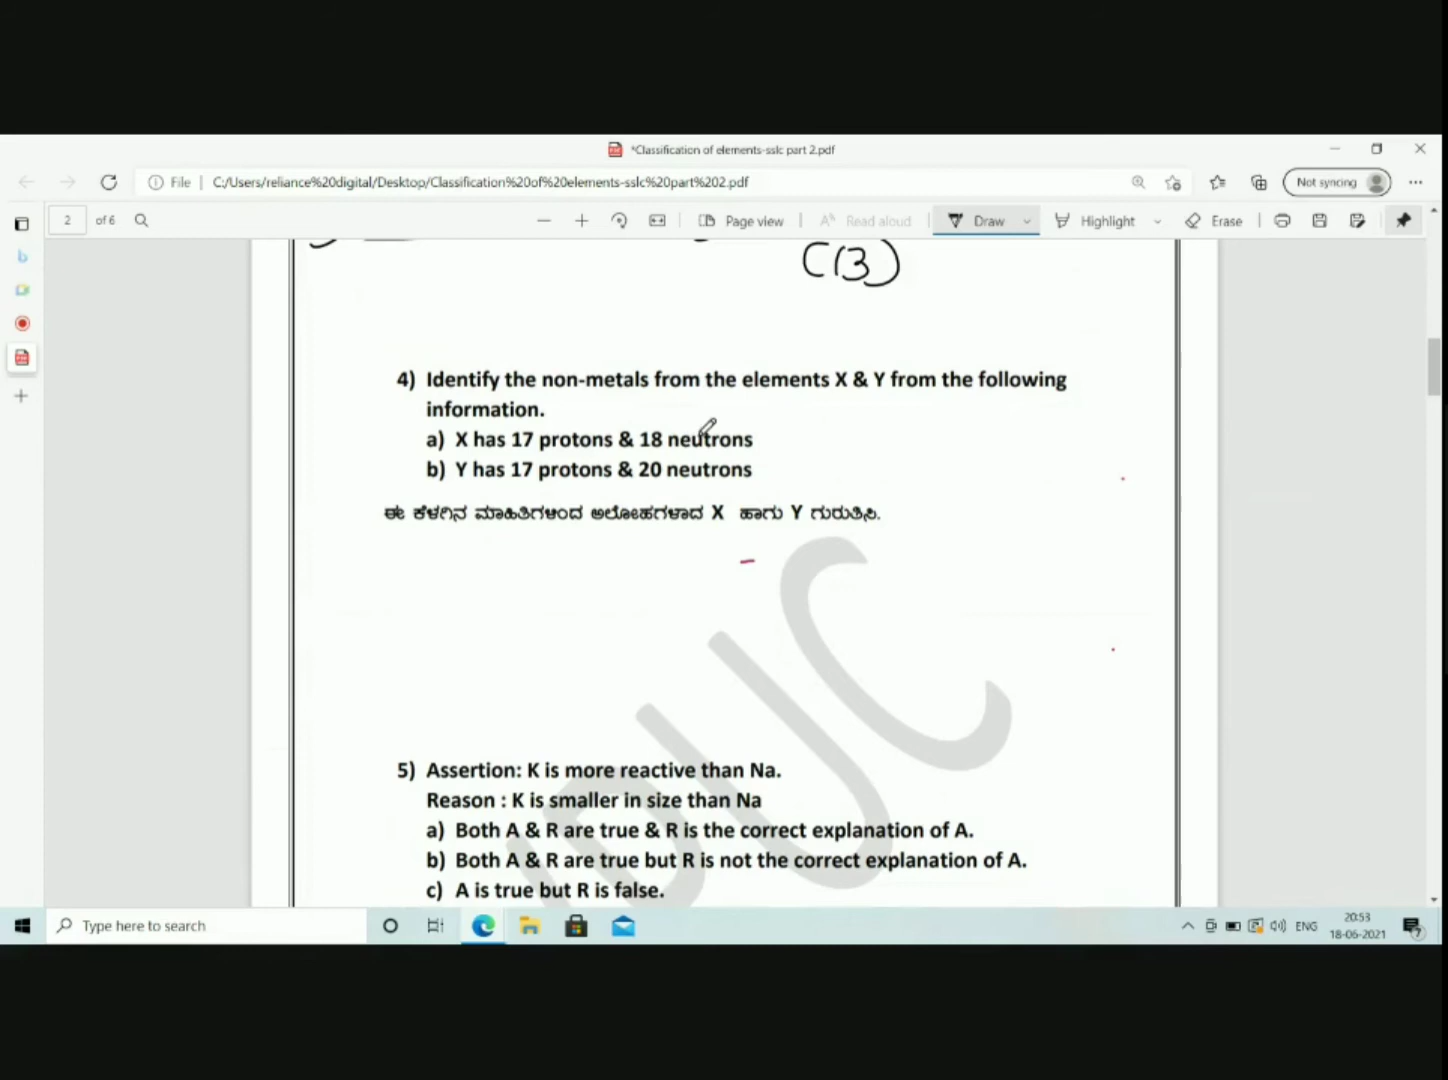 *Classification of elements-sslc part 2.pdf
File | C:/Users/reliance%20digital/Desktop/Classification%20of%20elements-sslc%20part%202.pdf
Not syncing
2 of 6
Page view
Read aloud
Draw
Highlight
Erase
C(3)
4) Identify the non-metals from the elements X & Y from the following
information.
a) X has 17 protons & 18 neutrons
b) Y has 17 protons & 20 neutrons
ಈ ಕೆಳಗಿನ ಮಾಹಿತಿಗಳಿಂದ ಅಲೋಹಗಳಾದ X ಹಾಗು Y ಗುರುತಿಸಿ.
5) Assertion: K is more reactive than Na.
Reason : K is smaller in size than Na
a) Both A & R are true & R is the correct explanation of A.
b) Both A & R are true but R is not the correct explanation of A.
c) A is true but R is false.
PUC
Type here to search
ENG
20:53
18-06-2021
7